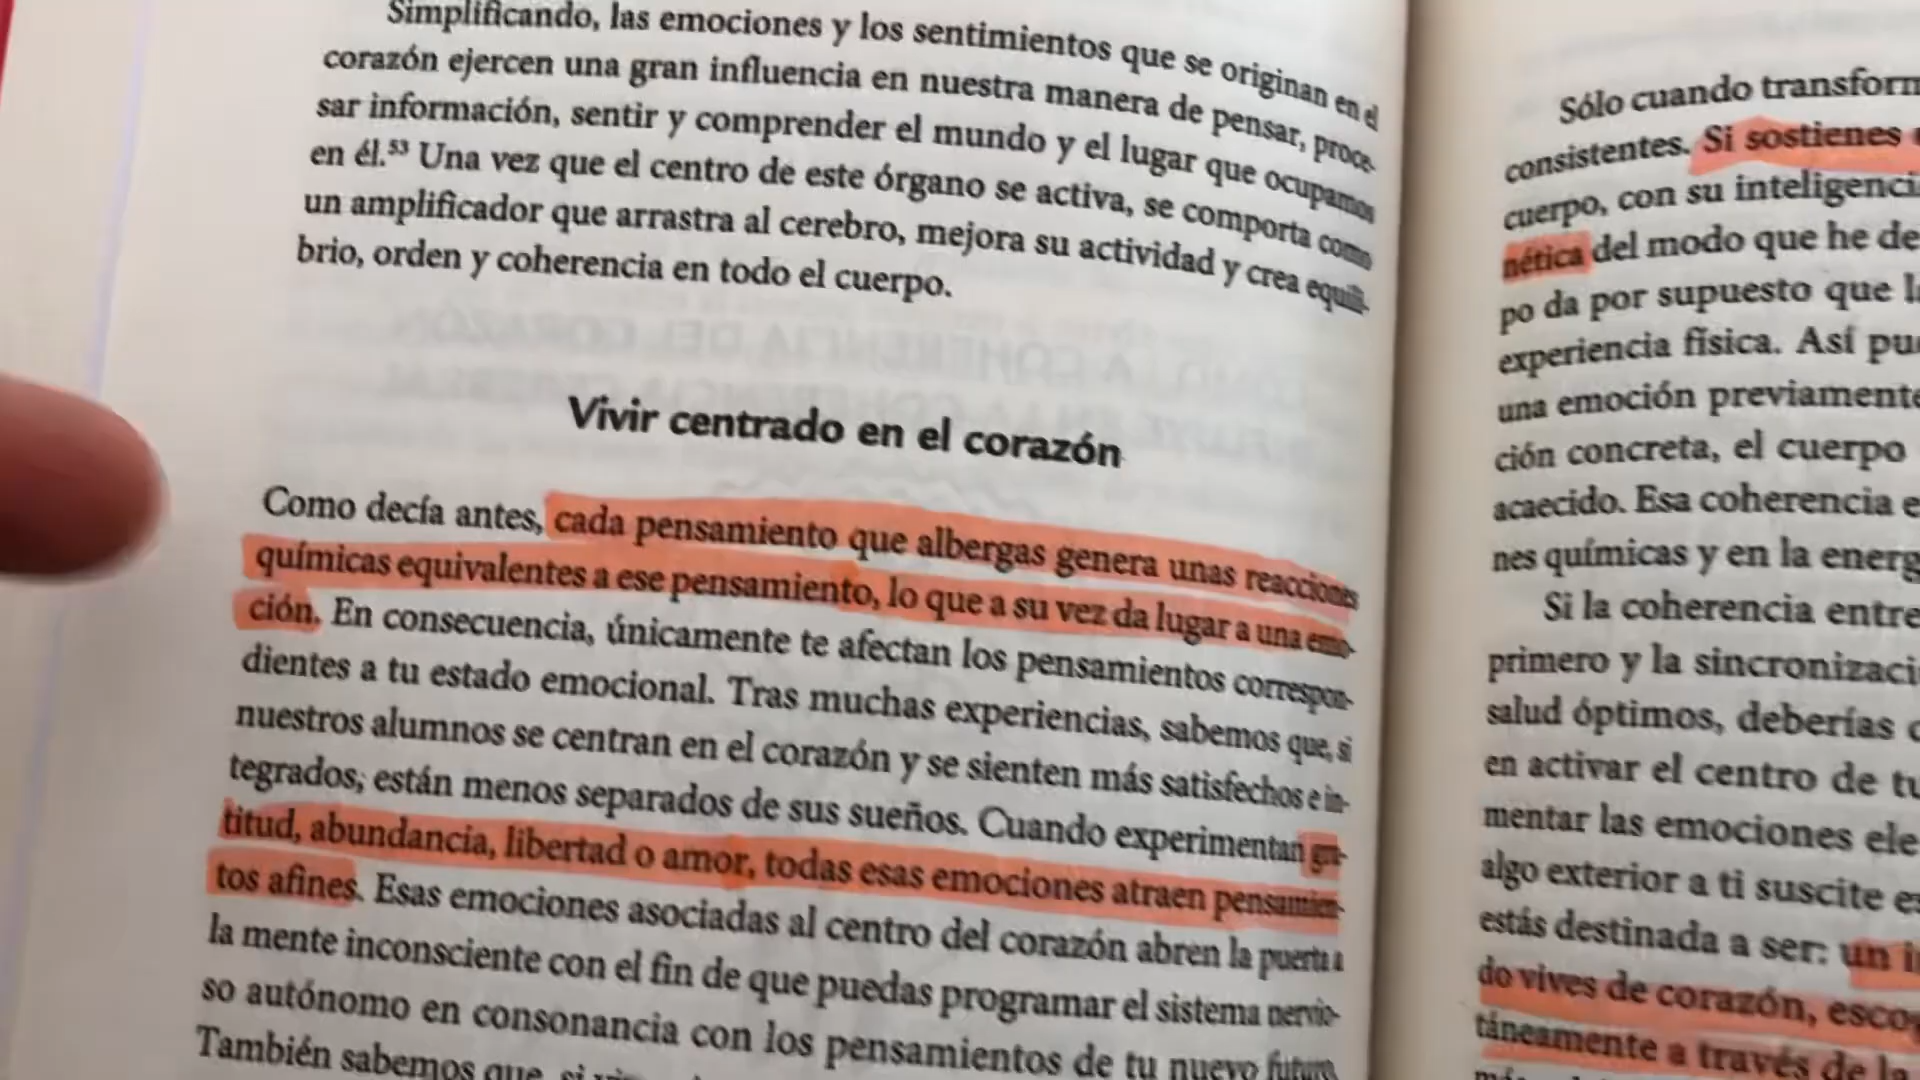 Simplificando, las emociones y los sentimientos que se originan en el
corazón ejercen una gran influencia en nuestra manera de pensar, proce-
sar información, sentir y comprender el mundo y el lugar que ocupamos
en él.⁵³ Una vez que el centro de este órgano se activa, se comporta como
un amplificador que arrastra al cerebro, mejora su actividad y crea equili-
brio, orden y coherencia en todo el cuerpo.
Vivir centrado en el corazón
Como decía antes, cada pensamiento que albergas genera unas reacciones
químicas equivalentes a ese pensamiento, lo que a su vez da lugar a una emo-
ción. En consecuencia, únicamente te afectan los pensamientos correspon-
dientes a tu estado emocional. Tras muchas experiencias, sabemos que, si
nuestros alumnos se centran en el corazón y se sienten más satisfechos e in-
tegrados, están menos separados de sus sueños. Cuando experimentan gra-
titud, abundancia, libertad o amor, todas esas emociones atraen pensamien-
tos afines. Esas emociones asociadas al centro del corazón abren la puerta a
la mente inconsciente con el fin de que puedas programar el sistema nervio-
so autónomo en consonancia con los pensamientos de tu nuevo futuro.
También sabemos que, si
Sólo cuando transform
consistentes. Si sostienes
cuerpo, con su inteligenci
nética del modo que he de
po da por supuesto que
experiencia física. Así pu
una emoción previamente
ción concreta, el cuerpo
acaecido. Esa coherencia e
nes químicas y en la energ
Si la coherencia entre
primero y la sincronizaci
salud óptimos, deberías
en activar el centro de tu
mentar las emociones ele
algo exterior a ti suscite es
estás destinada a ser: un
do vives de corazón, escog
táneamente a través de la